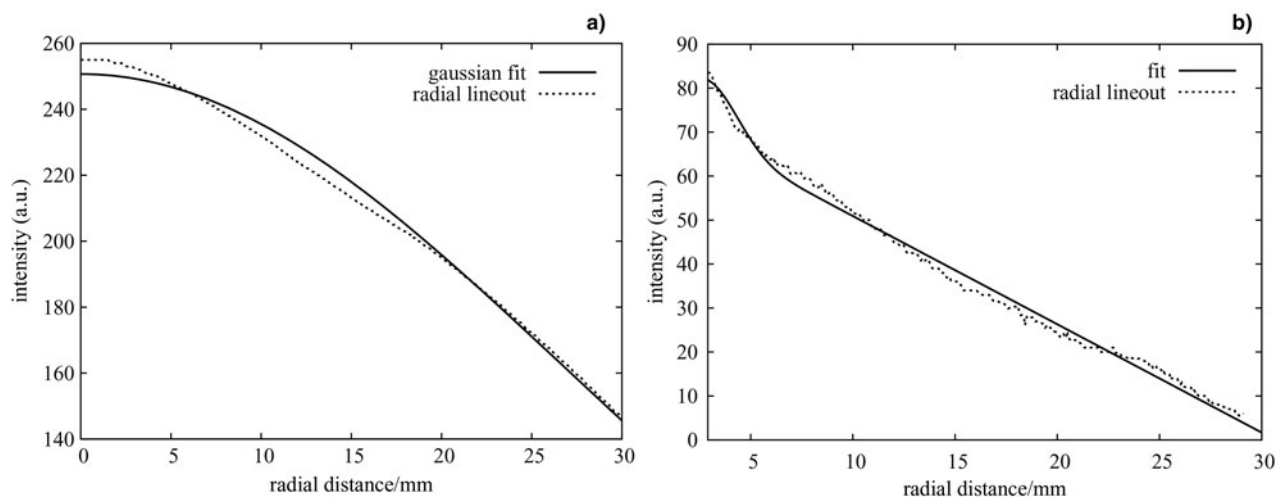 a)
260
240
220
200
180
160
140
intensity (a.u.)
gaussian fit
radial lineout
0 5 10 15 20 25 30
radial distance/mm
b)
90
80
70
60
50
40
30
20
10
0
intensity (a.u.)
fit
radial lineout
5 10 15 20 25 30
radial distance/mm